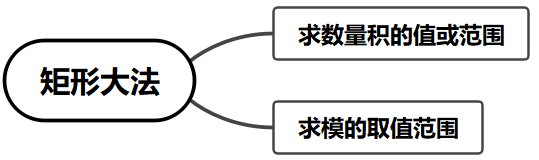 求数量积的值或范围
矩形大法
求模的取值范围